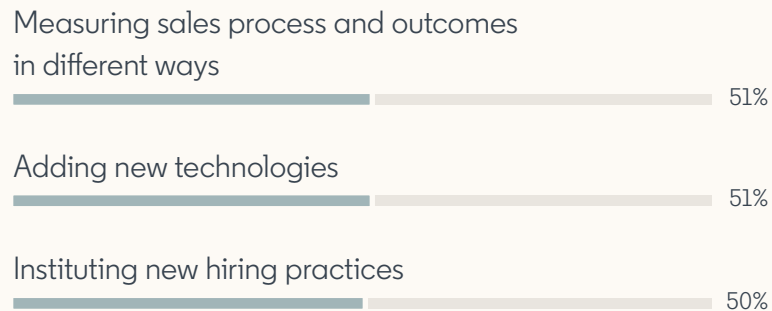 Measuring sales process and outcomes
in different ways
51%
Adding new technologies
51%
Instituting new hiring practices
50%